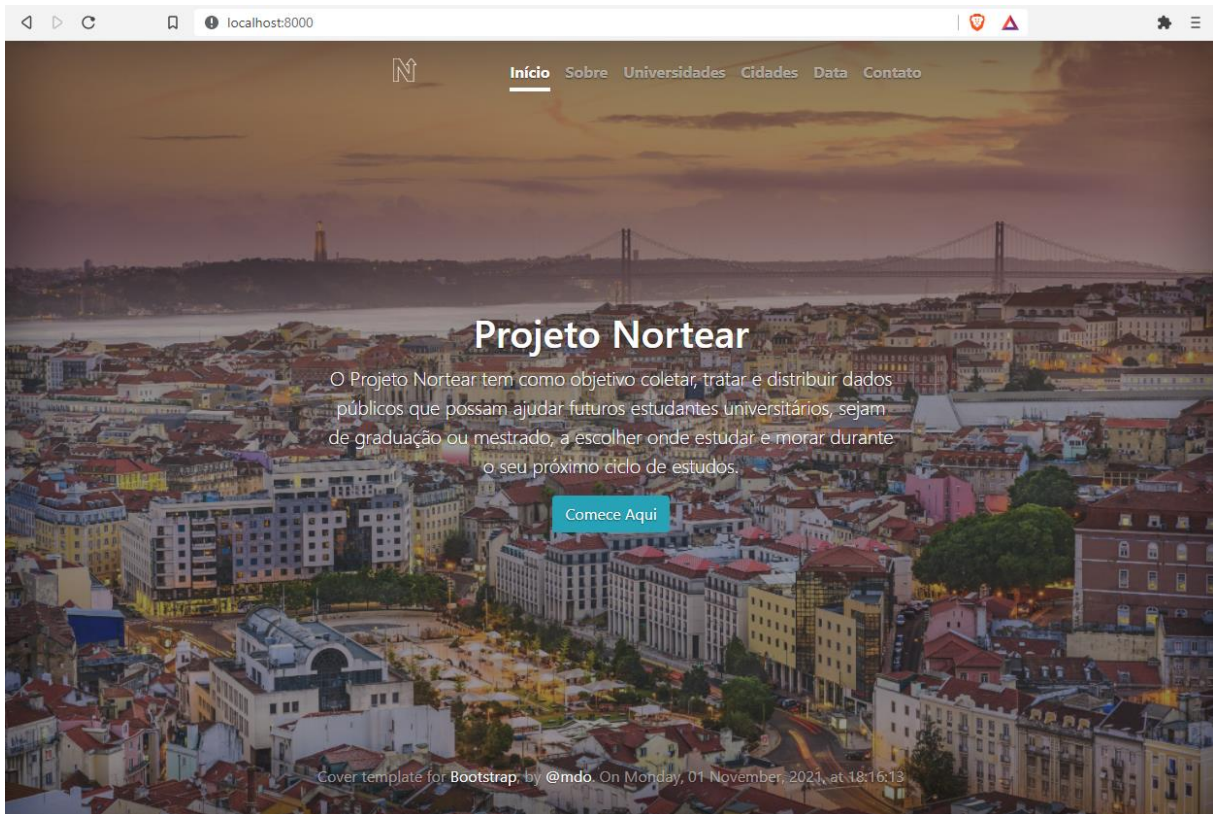 localhost:8000
Início Sobre Universidades Cidades Data Contato
Projeto Nortear
O Projeto Nortear tem como objetivo coletar, tratar e distribuir dados
públicos que possam ajudar futuros estudantes universitários, sejam
de graduação ou mestrado, a escolher onde estudar e morar durante
o seu próximo ciclo de estudos.
Comece Aqui
Cover template for Bootstrap, by @mdo. On Monday, 01 November, 2021, at 18:16:13